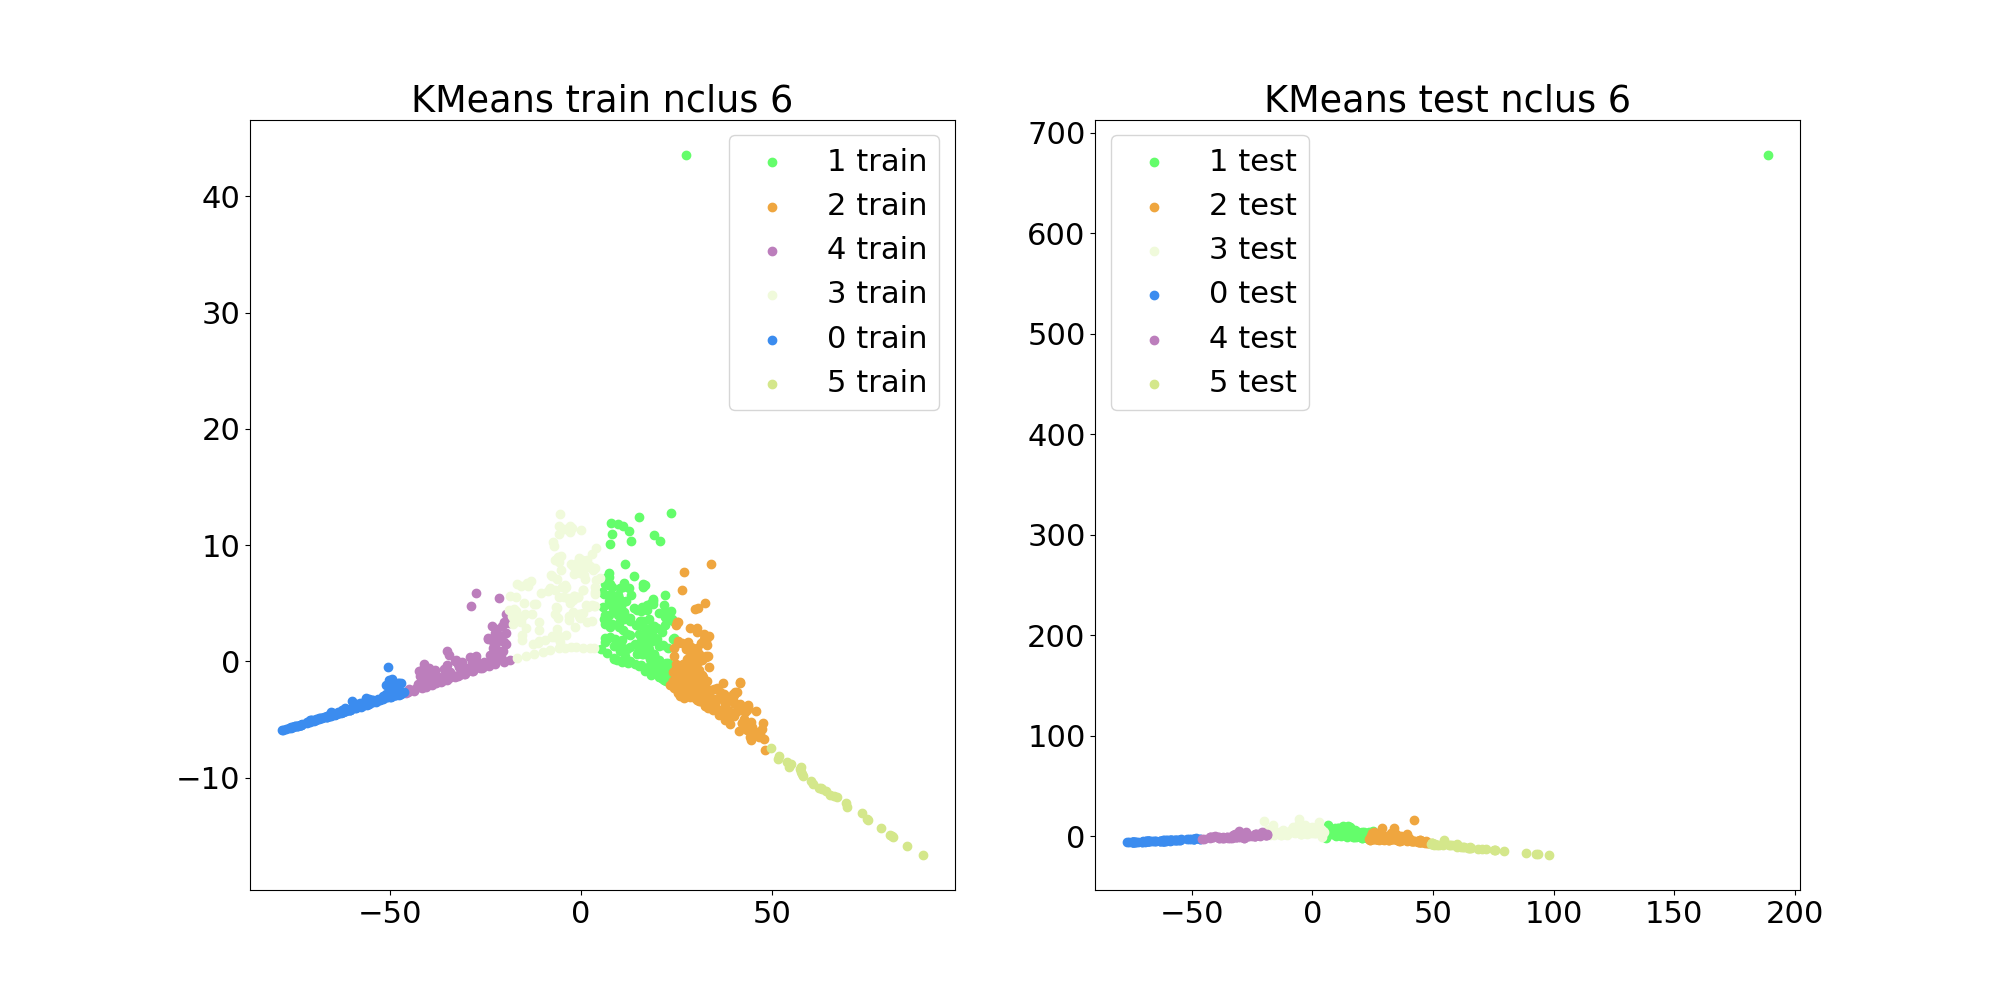 KMeans train nclus 6
40
30
20
10
0
−10
−50
0
50
1 train
2 train
4 train
3 train
0 train
5 train
KMeans test nclus 6
700
600
500
400
300
200
100
0
−50
0
50
100
150
200
1 test
2 test
3 test
0 test
4 test
5 test